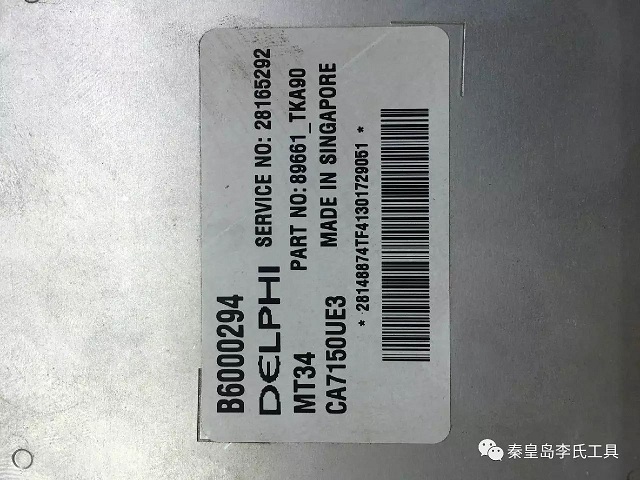 B6000294
DELPHI SERVICE NO: 28165292
MT34 PART NO: 89661_TKA90
CA7150UE3 MADE IN SINGAPORE
* 28148874TF41301729051 *
秦皇岛李氏工具